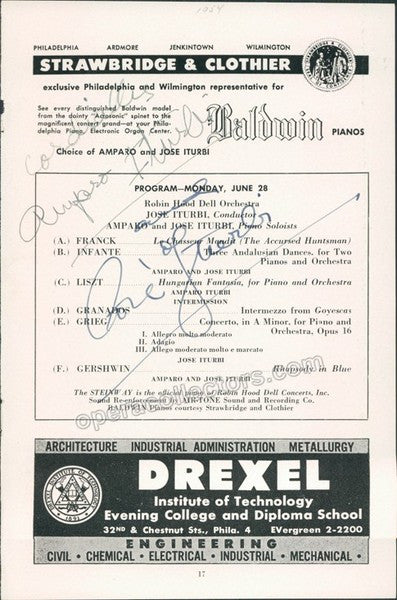 1954
PHILADELPHIA ARDMORE JENKINTOWN WILMINGTON
STRAWBRIDGE & CLOTHIER
exclusive Philadelphia and Wilmington representative for
See every distinguished Baldwin model
from the dainty "Acrosonic" spinet to the
magnificent concert grand—at your Philadelphia Piano, Electronic Organ Center.
Baldwin PIANOS
Choice of AMPARO and JOSE ITURBI
Amparo Iturbi
PROGRAM—MONDAY, JUNE 28
Robin Hood Dell Orchestra
JOSE ITURBI, Conductor
AMPARO and JOSE ITURBI, Piano Soloists
(A.) FRANCK Le Chasseur Maudit (The Accursed Huntsman)
(B.) INFANTE Three Andalusian Dances, for Two
Pianos and Orchestra
AMPARO and JOSE ITURBI
(C.) LISZT Hungarian Fantasia, for Piano and Orchestra
AMPARO ITURBI
INTERMISSION
(D.) GRANADOS Intermezzo from Goyescas
(E.) GRIEG Concerto, in A Minor, for Piano and
Orchestra, Opus 16
I. Allegro molto moderato
II. Adagio
III. Allegro moderato molto e marcato
JOSE ITURBI
(F.) GERSHWIN Rhapsody in Blue
AMPARO and JOSE ITURBI
José Iturbi
The STEINWAY is the official piano of Robin Hood Dell Concerts, Inc.
Sound Re-enforcement by AIR-TONE Sound and Recording Co.
BALDWIN Pianos courtesy Strawbridge and Clothier
operacollectors.com
ARCHITECTURE INDUSTRIAL ADMINISTRATION METALLURGY
DREXEL
Institute of Technology
Evening College and Diploma School
32ND & Chestnut Sts., Phila. 4 EVergreen 2-2200
ENGINEERING
CIVIL • CHEMICAL • ELECTRICAL • INDUSTRIAL • MECHANICAL •
17